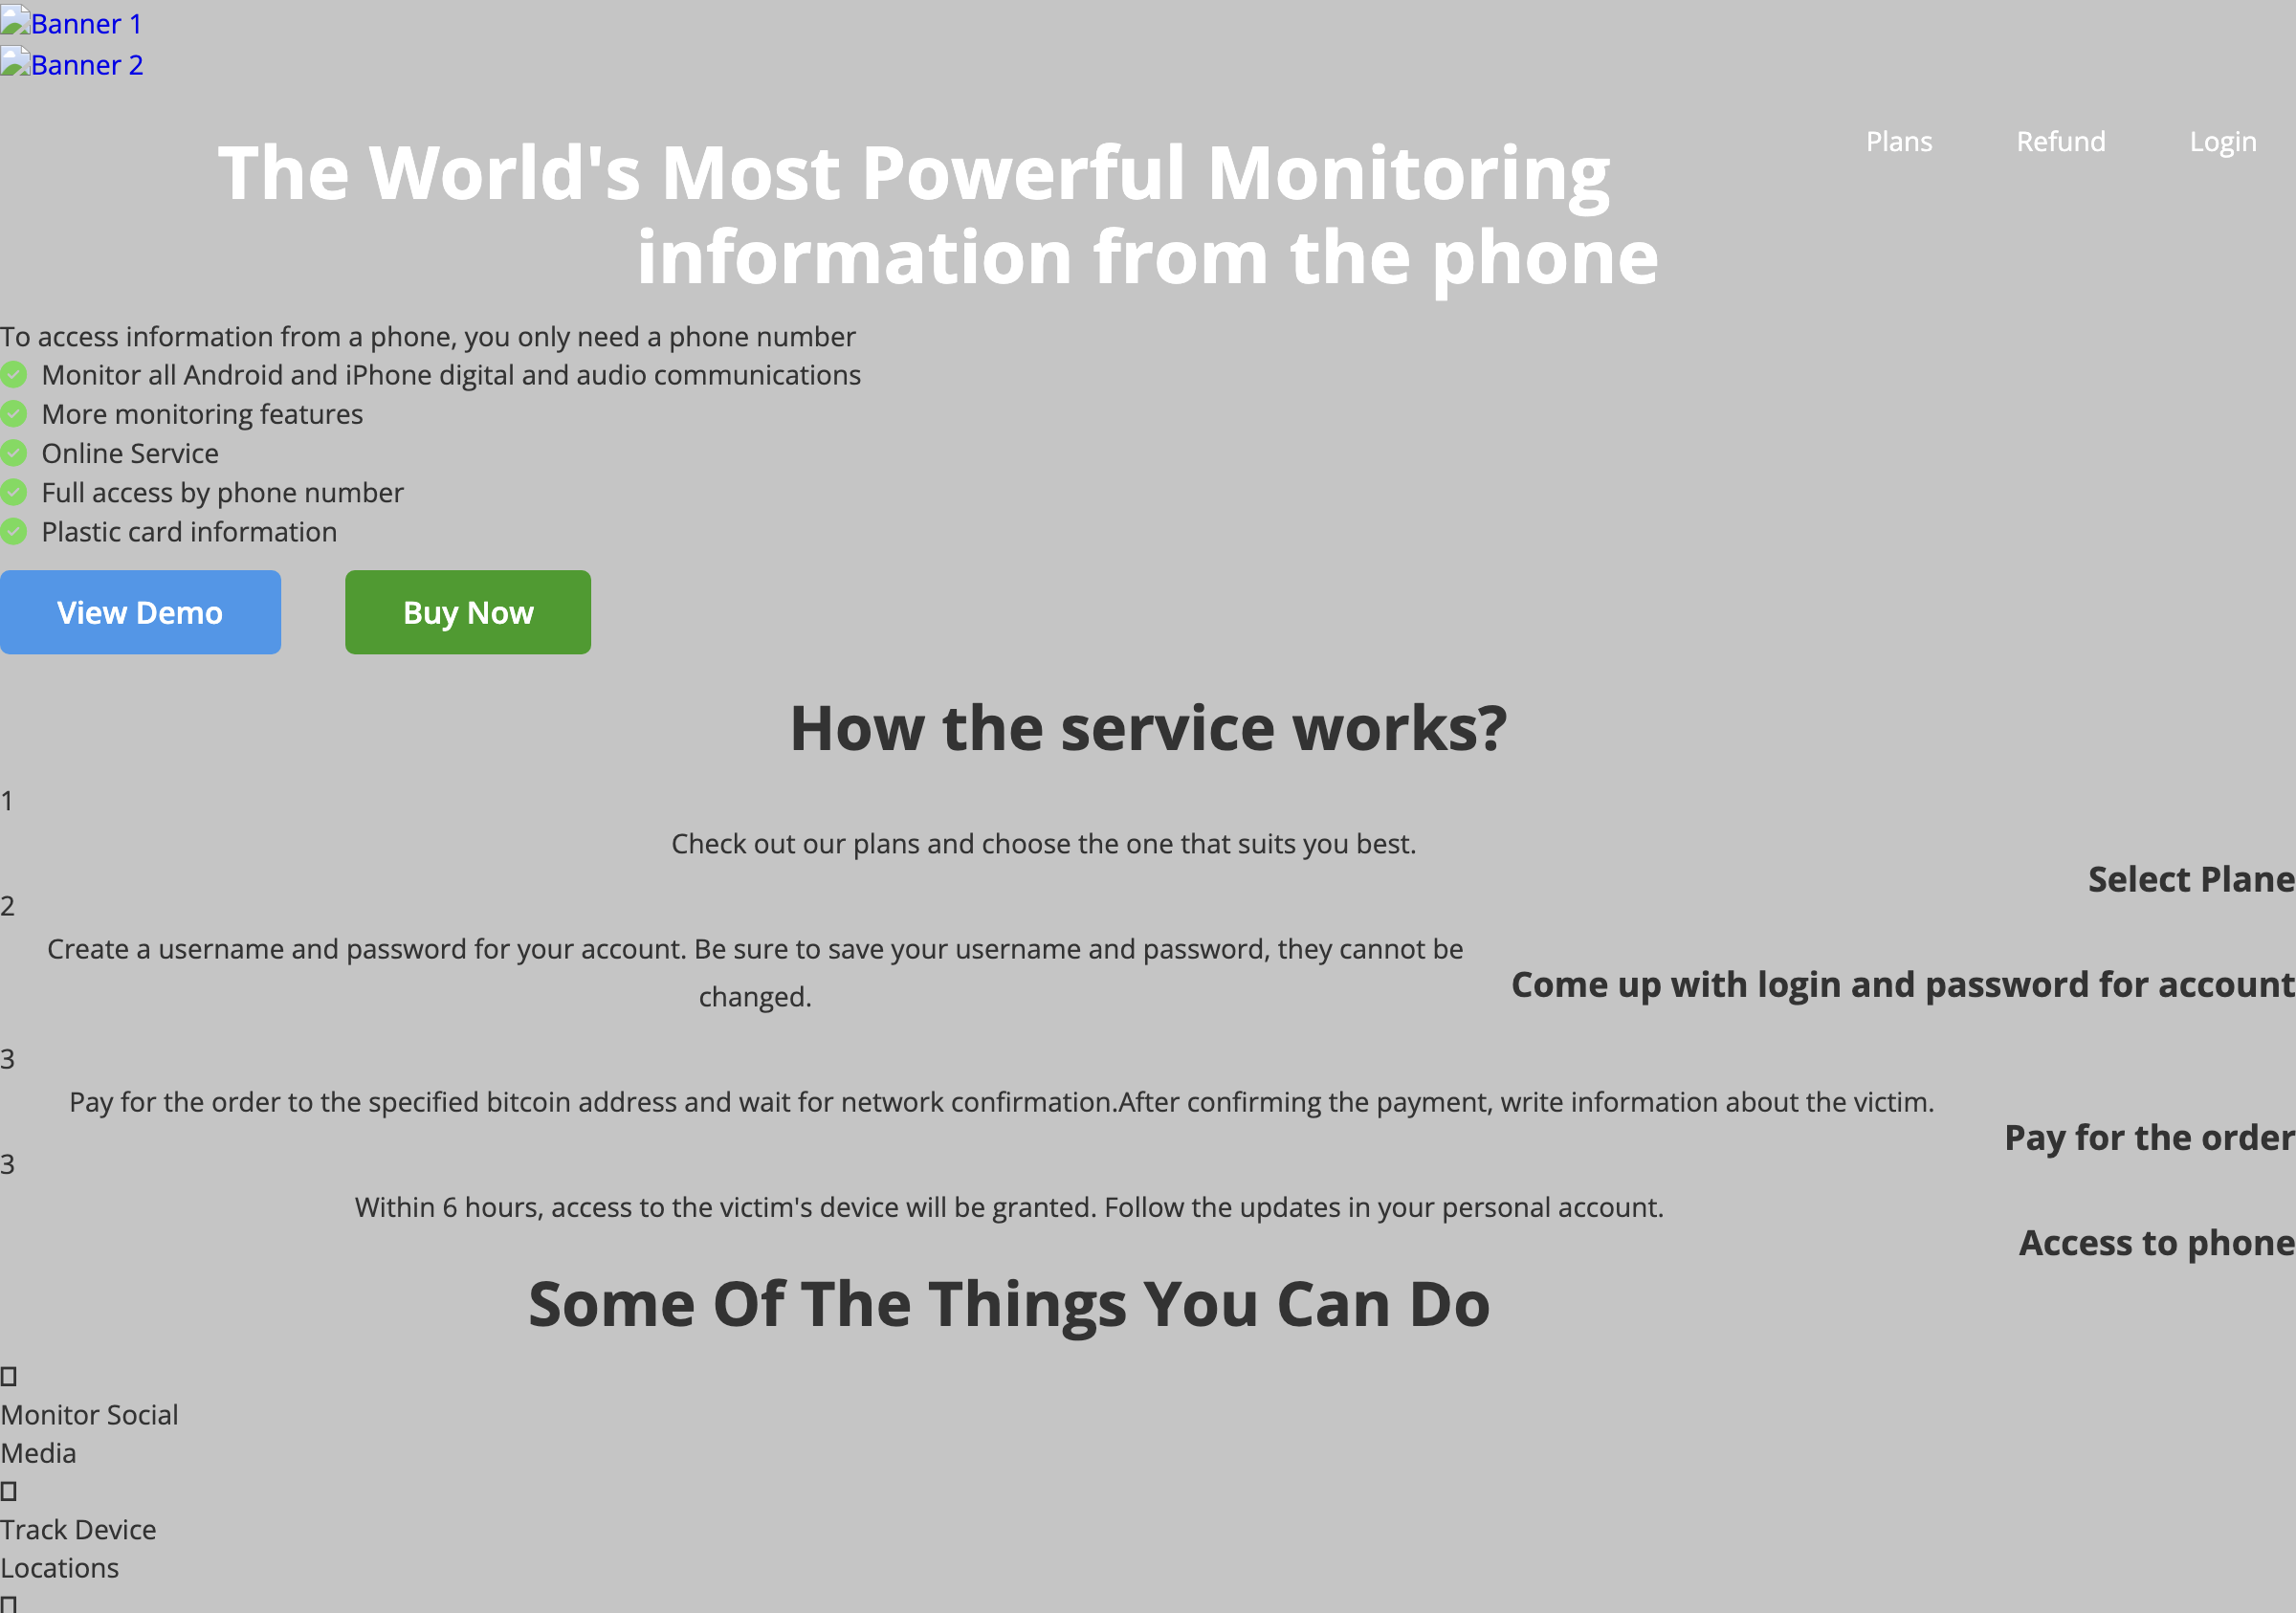 Banner 1
Banner 2
Plans Refund Login
The World's Most Powerful Monitoring
information from the phone
To access information from a phone, you only need a phone number
Monitor all Android and iPhone digital and audio communications
More monitoring features
Online Service
Full access by phone number
Plastic card information
View Demo Buy Now
How the service works?
1
Check out our plans and choose the one that suits you best.
Select Plane
2
Create a username and password for your account. Be sure to save your username and password, they cannot be
changed.
Come up with login and password for account
3
Pay for the order to the specified bitcoin address and wait for network confirmation.After confirming the payment, write information about the victim.
Pay for the order
3
Within 6 hours, access to the victim's device will be granted. Follow the updates in your personal account.
Access to phone
Some Of The Things You Can Do
Monitor Social
Media
Track Device
Locations